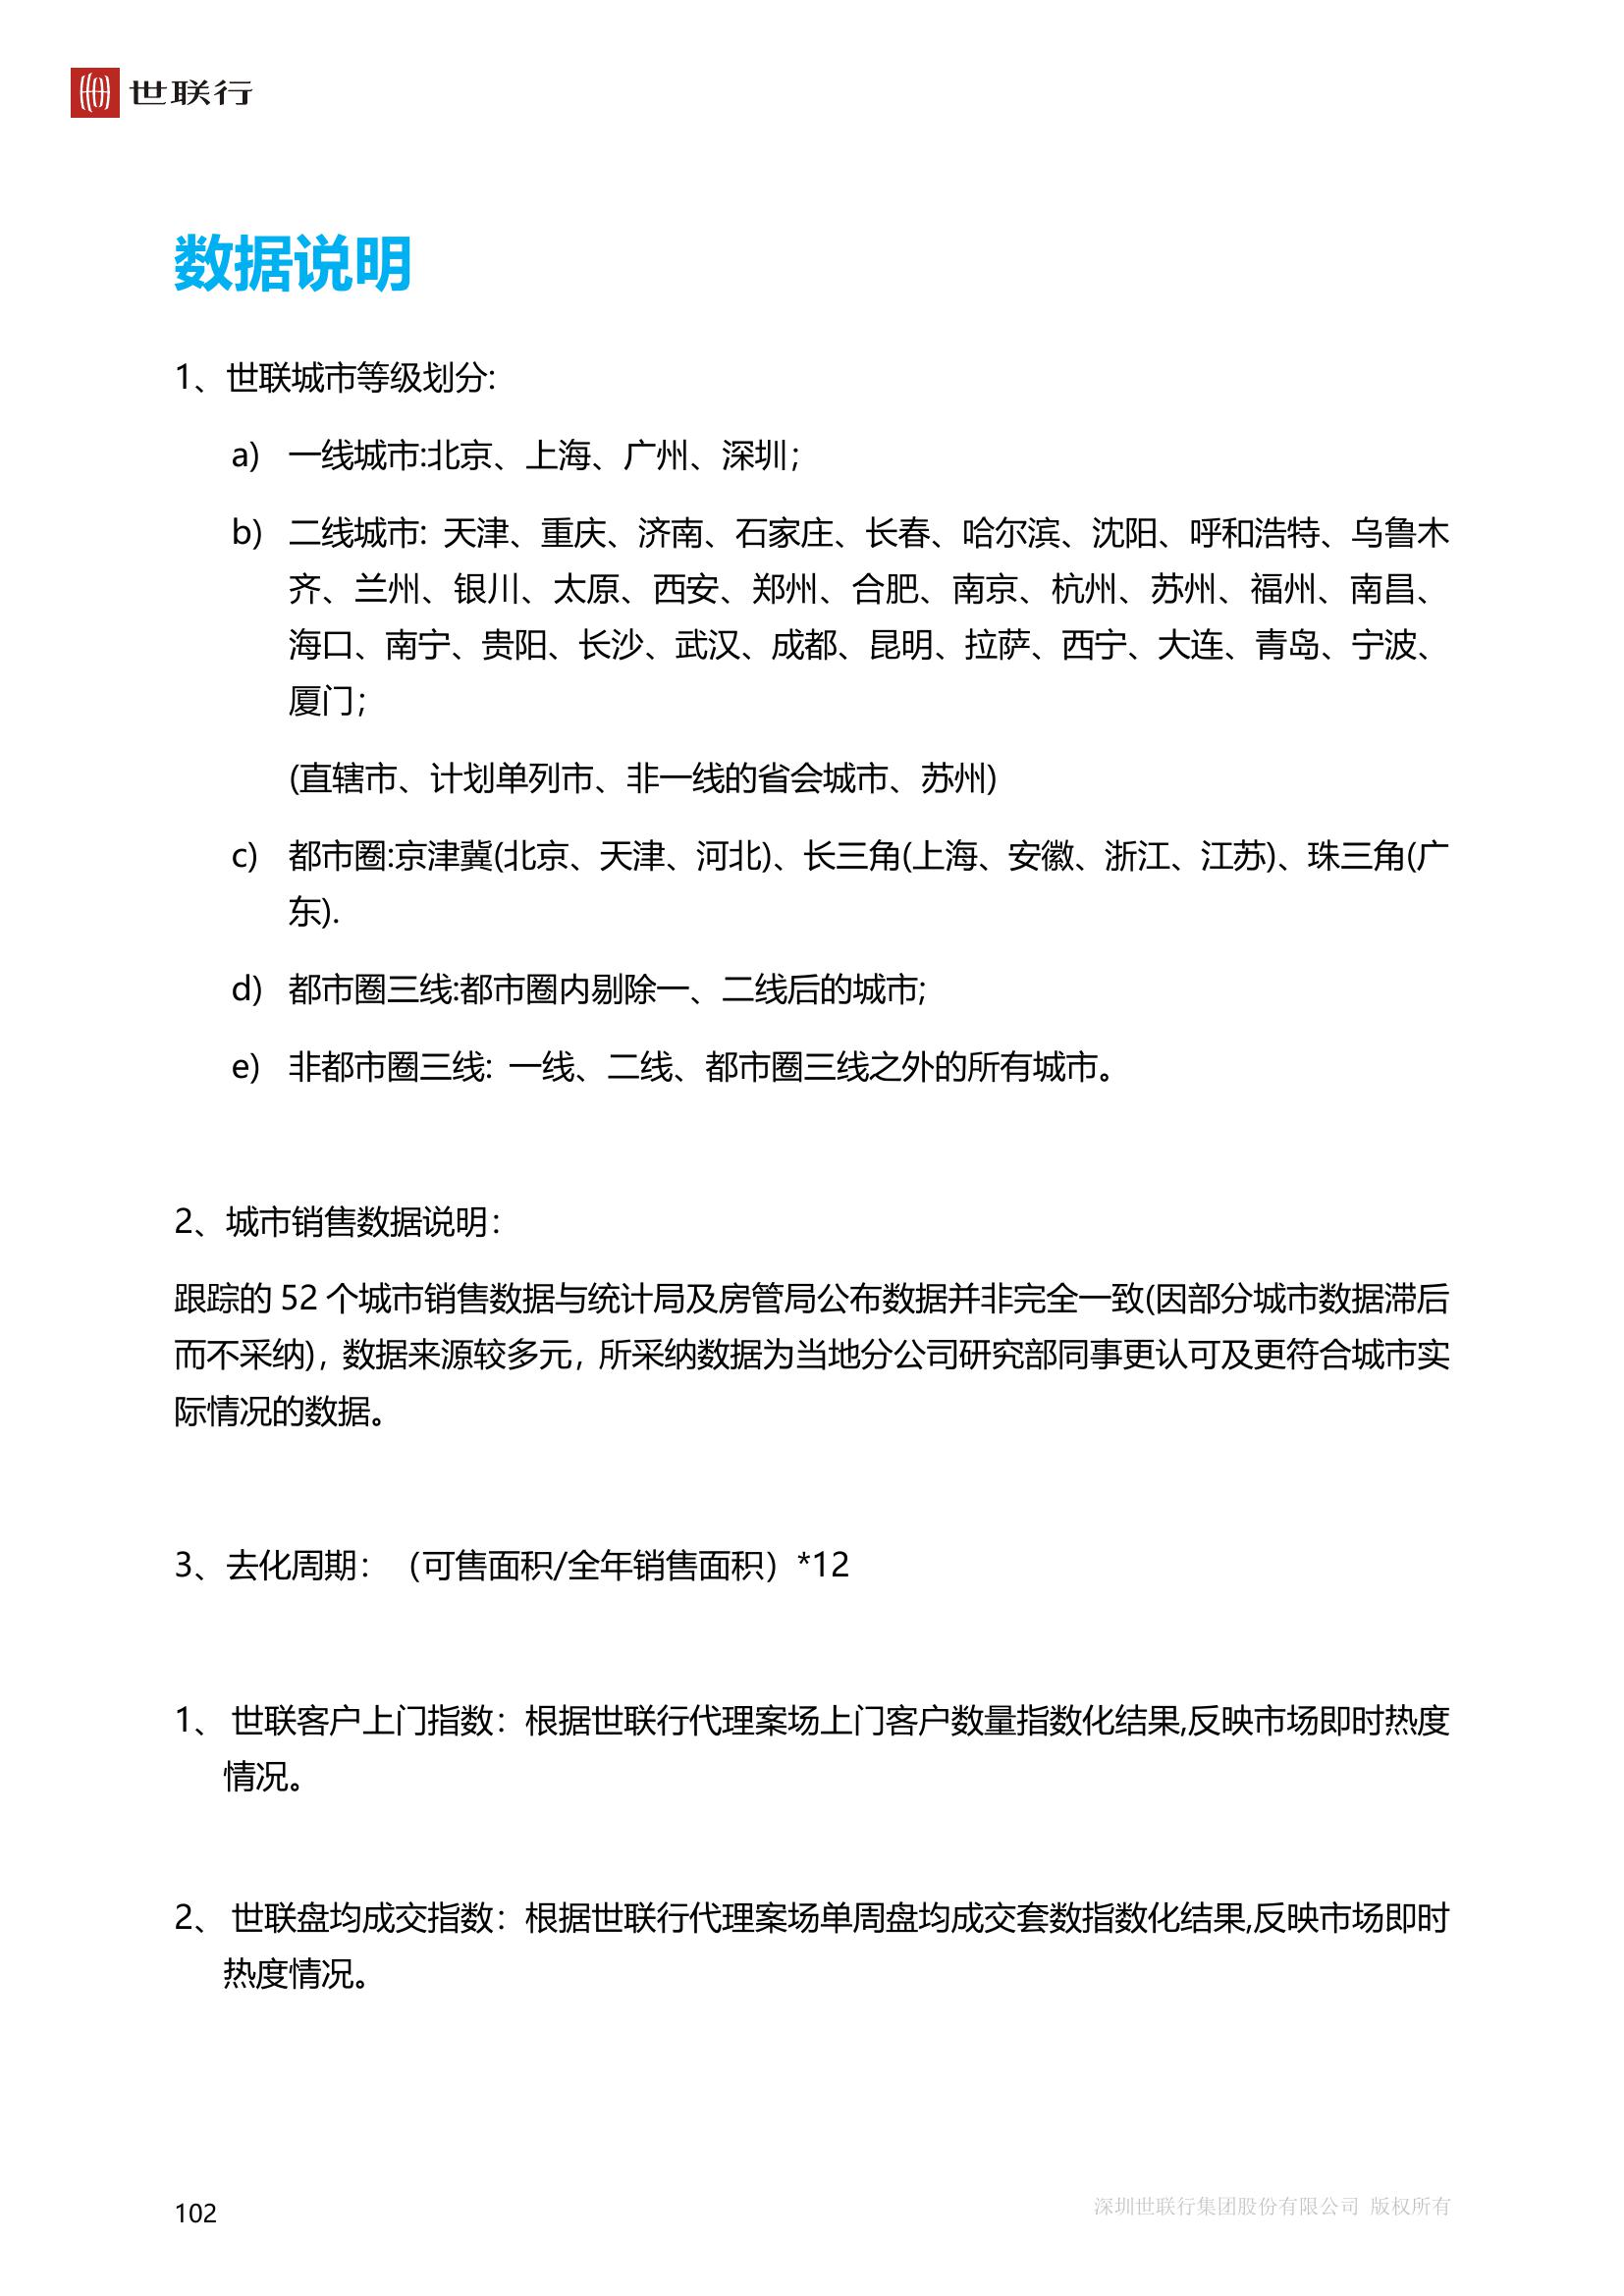 世联行
数据说明
1、世联城市等级划分:
a) 一线城市:北京、上海、广州、深圳；
b) 二线城市: 天津、重庆、济南、石家庄、长春、哈尔滨、沈阳、呼和浩特、乌鲁木
齐、兰州、银川、太原、西安、郑州、合肥、南京、杭州、苏州、福州、南昌、
海口、南宁、贵阳、长沙、武汉、成都、昆明、拉萨、西宁、大连、青岛、宁波、
厦门；
(直辖市、计划单列市、非一线的省会城市、苏州)
c) 都市圈:京津冀(北京、天津、河北)、长三角(上海、安徽、浙江、江苏)、珠三角(广
东).
d) 都市圈三线:都市圈内剔除一、二线后的城市;
e) 非都市圈三线: 一线、二线、都市圈三线之外的所有城市。
2、城市销售数据说明：
跟踪的 52 个城市销售数据与统计局及房管局公布数据并非完全一致(因部分城市数据滞后
而不采纳)，数据来源较多元，所采纳数据为当地分公司研究部同事更认可及更符合城市实
际情况的数据。
3、去化周期：（可售面积/全年销售面积）*12
1、 世联客户上门指数：根据世联行代理案场上门客户数量指数化结果,反映市场即时热度
情况。
2、 世联盘均成交指数：根据世联行代理案场单周盘均成交套数指数化结果,反映市场即时
热度情况。
102
深圳世联行集团股份有限公司 版权所有